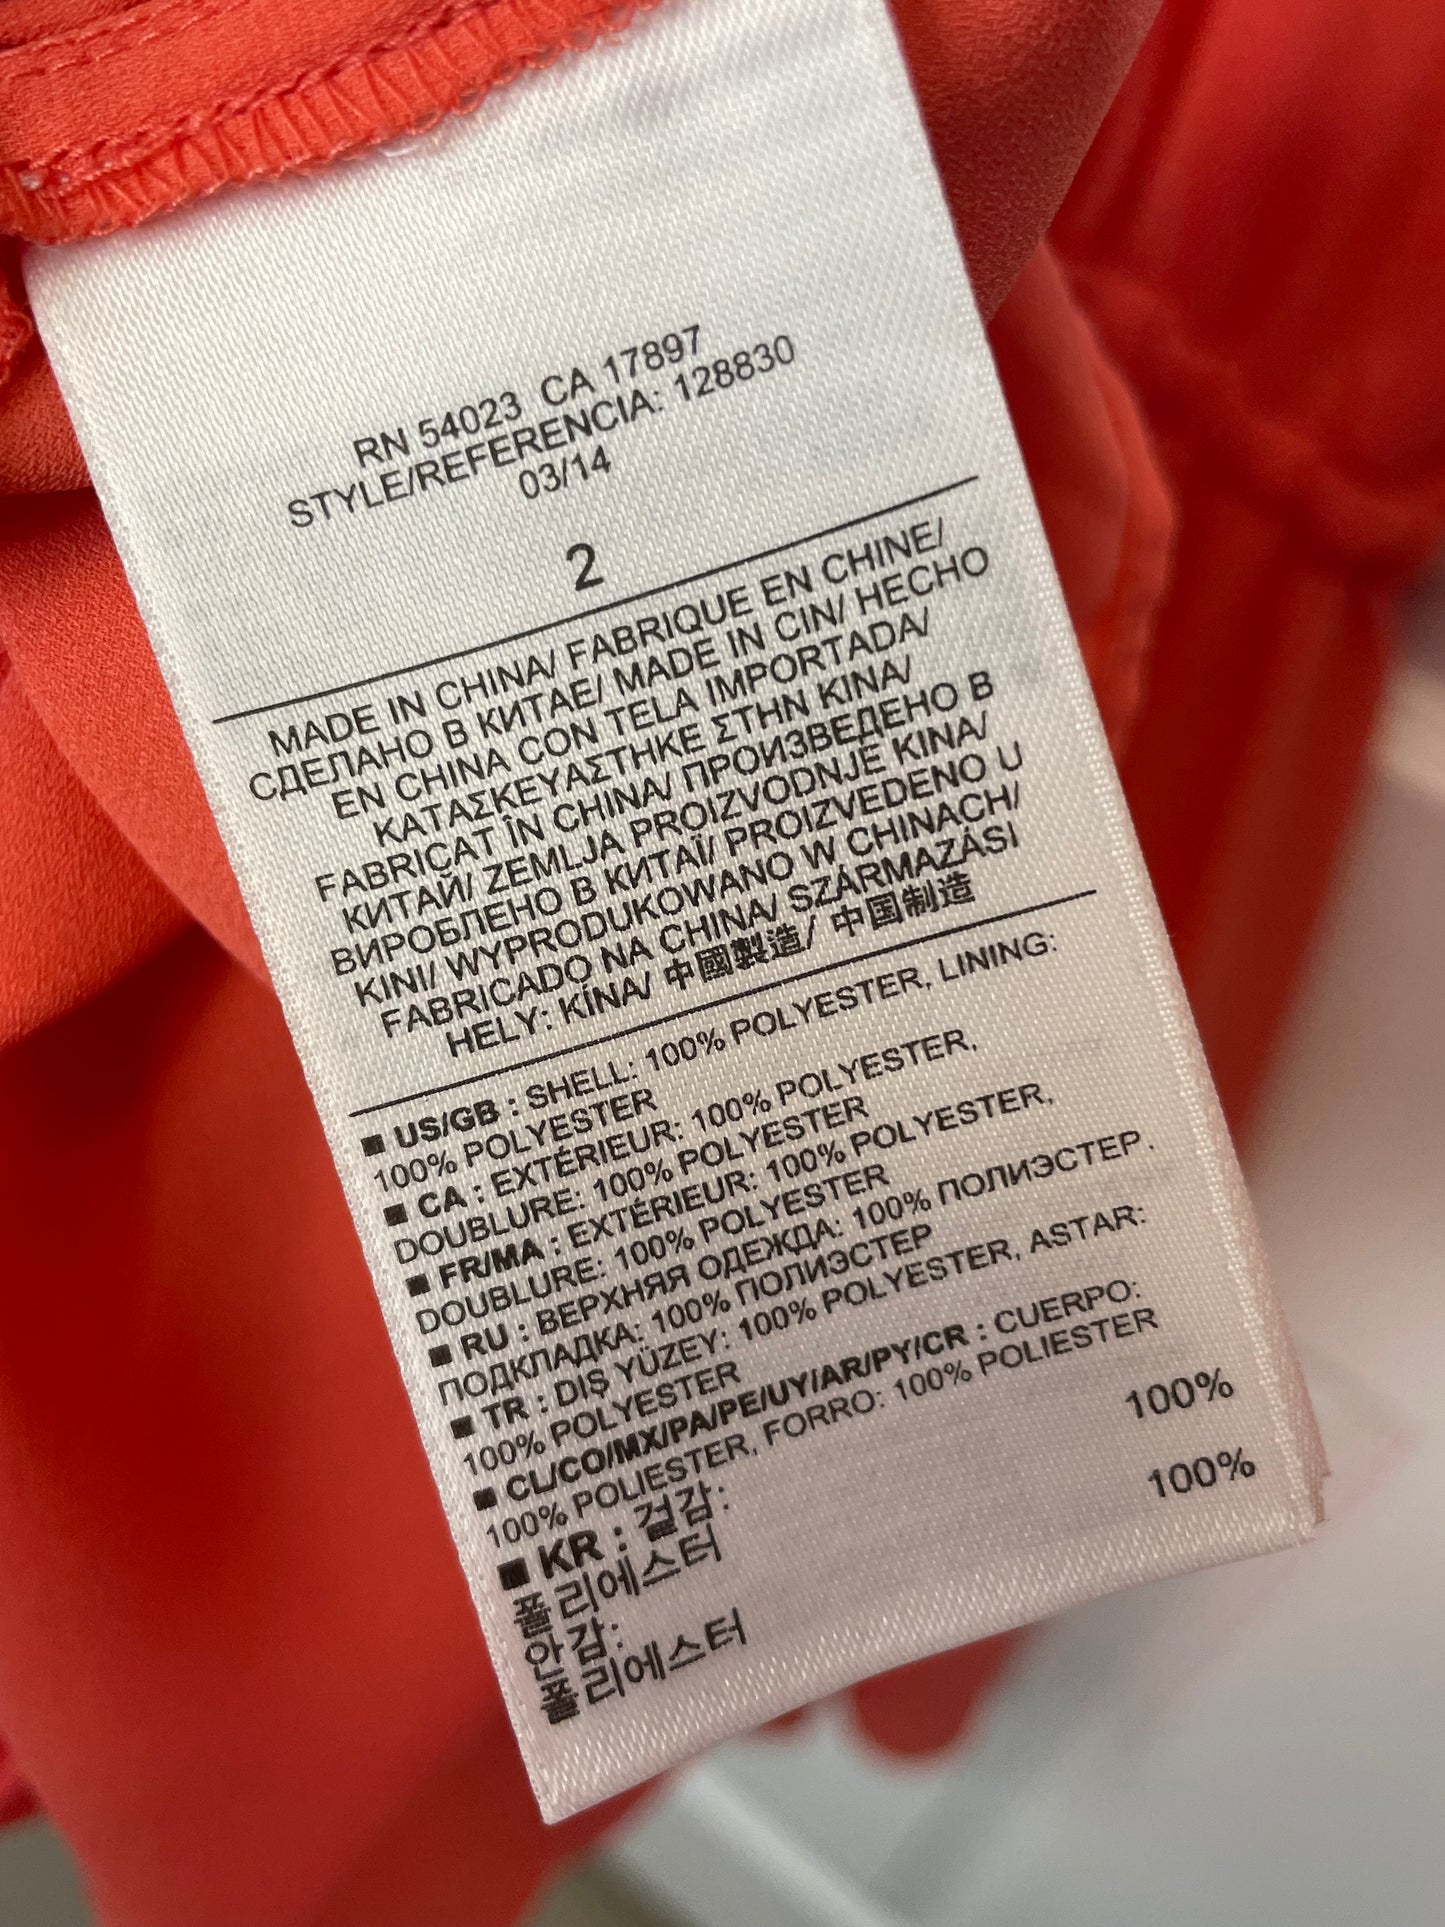 RN 54023 CA 17897
STYLE/REFERENCIA: 128830
03/14
2
MADE IN CHINA/ FABRIQUE EN CHINE/
СДЕЛАНО В КИТАЕ/ MADE IN CIN/ HECHO
EN CHINA CON TELA IMPORTADA/
ΚΑΤΑΣΚΕΥΑΣΤΗΚΕ ΣΤΗΝ ΚΙΝΑ/
FABRICAT ÎN CHINA/ ПРОИЗВЕДЕНО В
КИТАЙ/ ZEMLJA PROIZVODNJE KINA/
ВИРОБЛЕНО В КИТАЇ/ PROIZVEDENO U
KINI/ WYPRODUKOWANO W CHINACH/
FABRICADO NA CHINA/ SZÁRMAZÁSI
HELY: KÍNA/ 中國製造/ 中国制造
■ US/GB : SHELL: 100% POLYESTER, LINING:
100% POLYESTER
■ CA : EXTÉRIEUR: 100% POLYESTER,
DOUBLURE: 100% POLYESTER
■ FR/MA : EXTÉRIEUR: 100% POLYESTER,
DOUBLURE: 100% POLYESTER
■ RU : ВЕРХНЯЯ ОДЕЖДА: 100% ПОЛИЭСТЕР.
ПОДКЛАДКА: 100% ПОЛИЭСТЕР
■ TR : DIŞ YÜZEY: 100% POLYESTER, ASTAR:
100% POLYESTER
■ CL/CO/MX/PA/PE/UY/AR/PY/CR : CUERPO:
100% POLIESTER, FORRO: 100% POLIESTER
■ KR : 겉감:
폴리에스터 100%
안감:
폴리에스터 100%